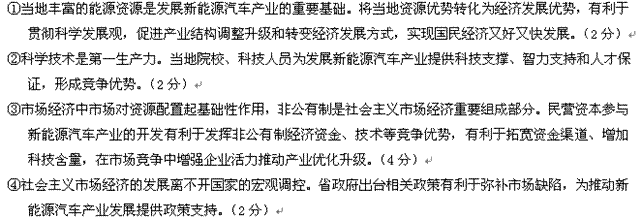 ①当地丰富的能源资源是发展新能源汽车产业的重要基础。将当地资源优势转化为经济发展优势，有利于
贯彻科学发展观，促进产业结构调整升级和转变经济发展方式，实现国民经济又好又快发展。（2 分）
②科学技术是第一生产力。当地院校、科技人员为发展新能源汽车产业提供科技支撑、智力支持和人才保
证，形成竞争优势。（2 分）
③市场经济中市场对资源配置起基础性作用，非公有制是社会主义市场经济重要组成部分。民营资本参与
新能源汽车产业的开发有利于发挥非公有制经济资金、技术等竞争优势，有利于拓宽资金渠道、增加
科技含量，在市场竞争中增强企业活力推动产业优化升级。（4 分）
④社会主义市场经济的发展离不开国家的宏观调控。省政府出台相关政策有利于弥补市场缺陷，为推动新
能源汽车产业发展提供政策支持。（2 分）